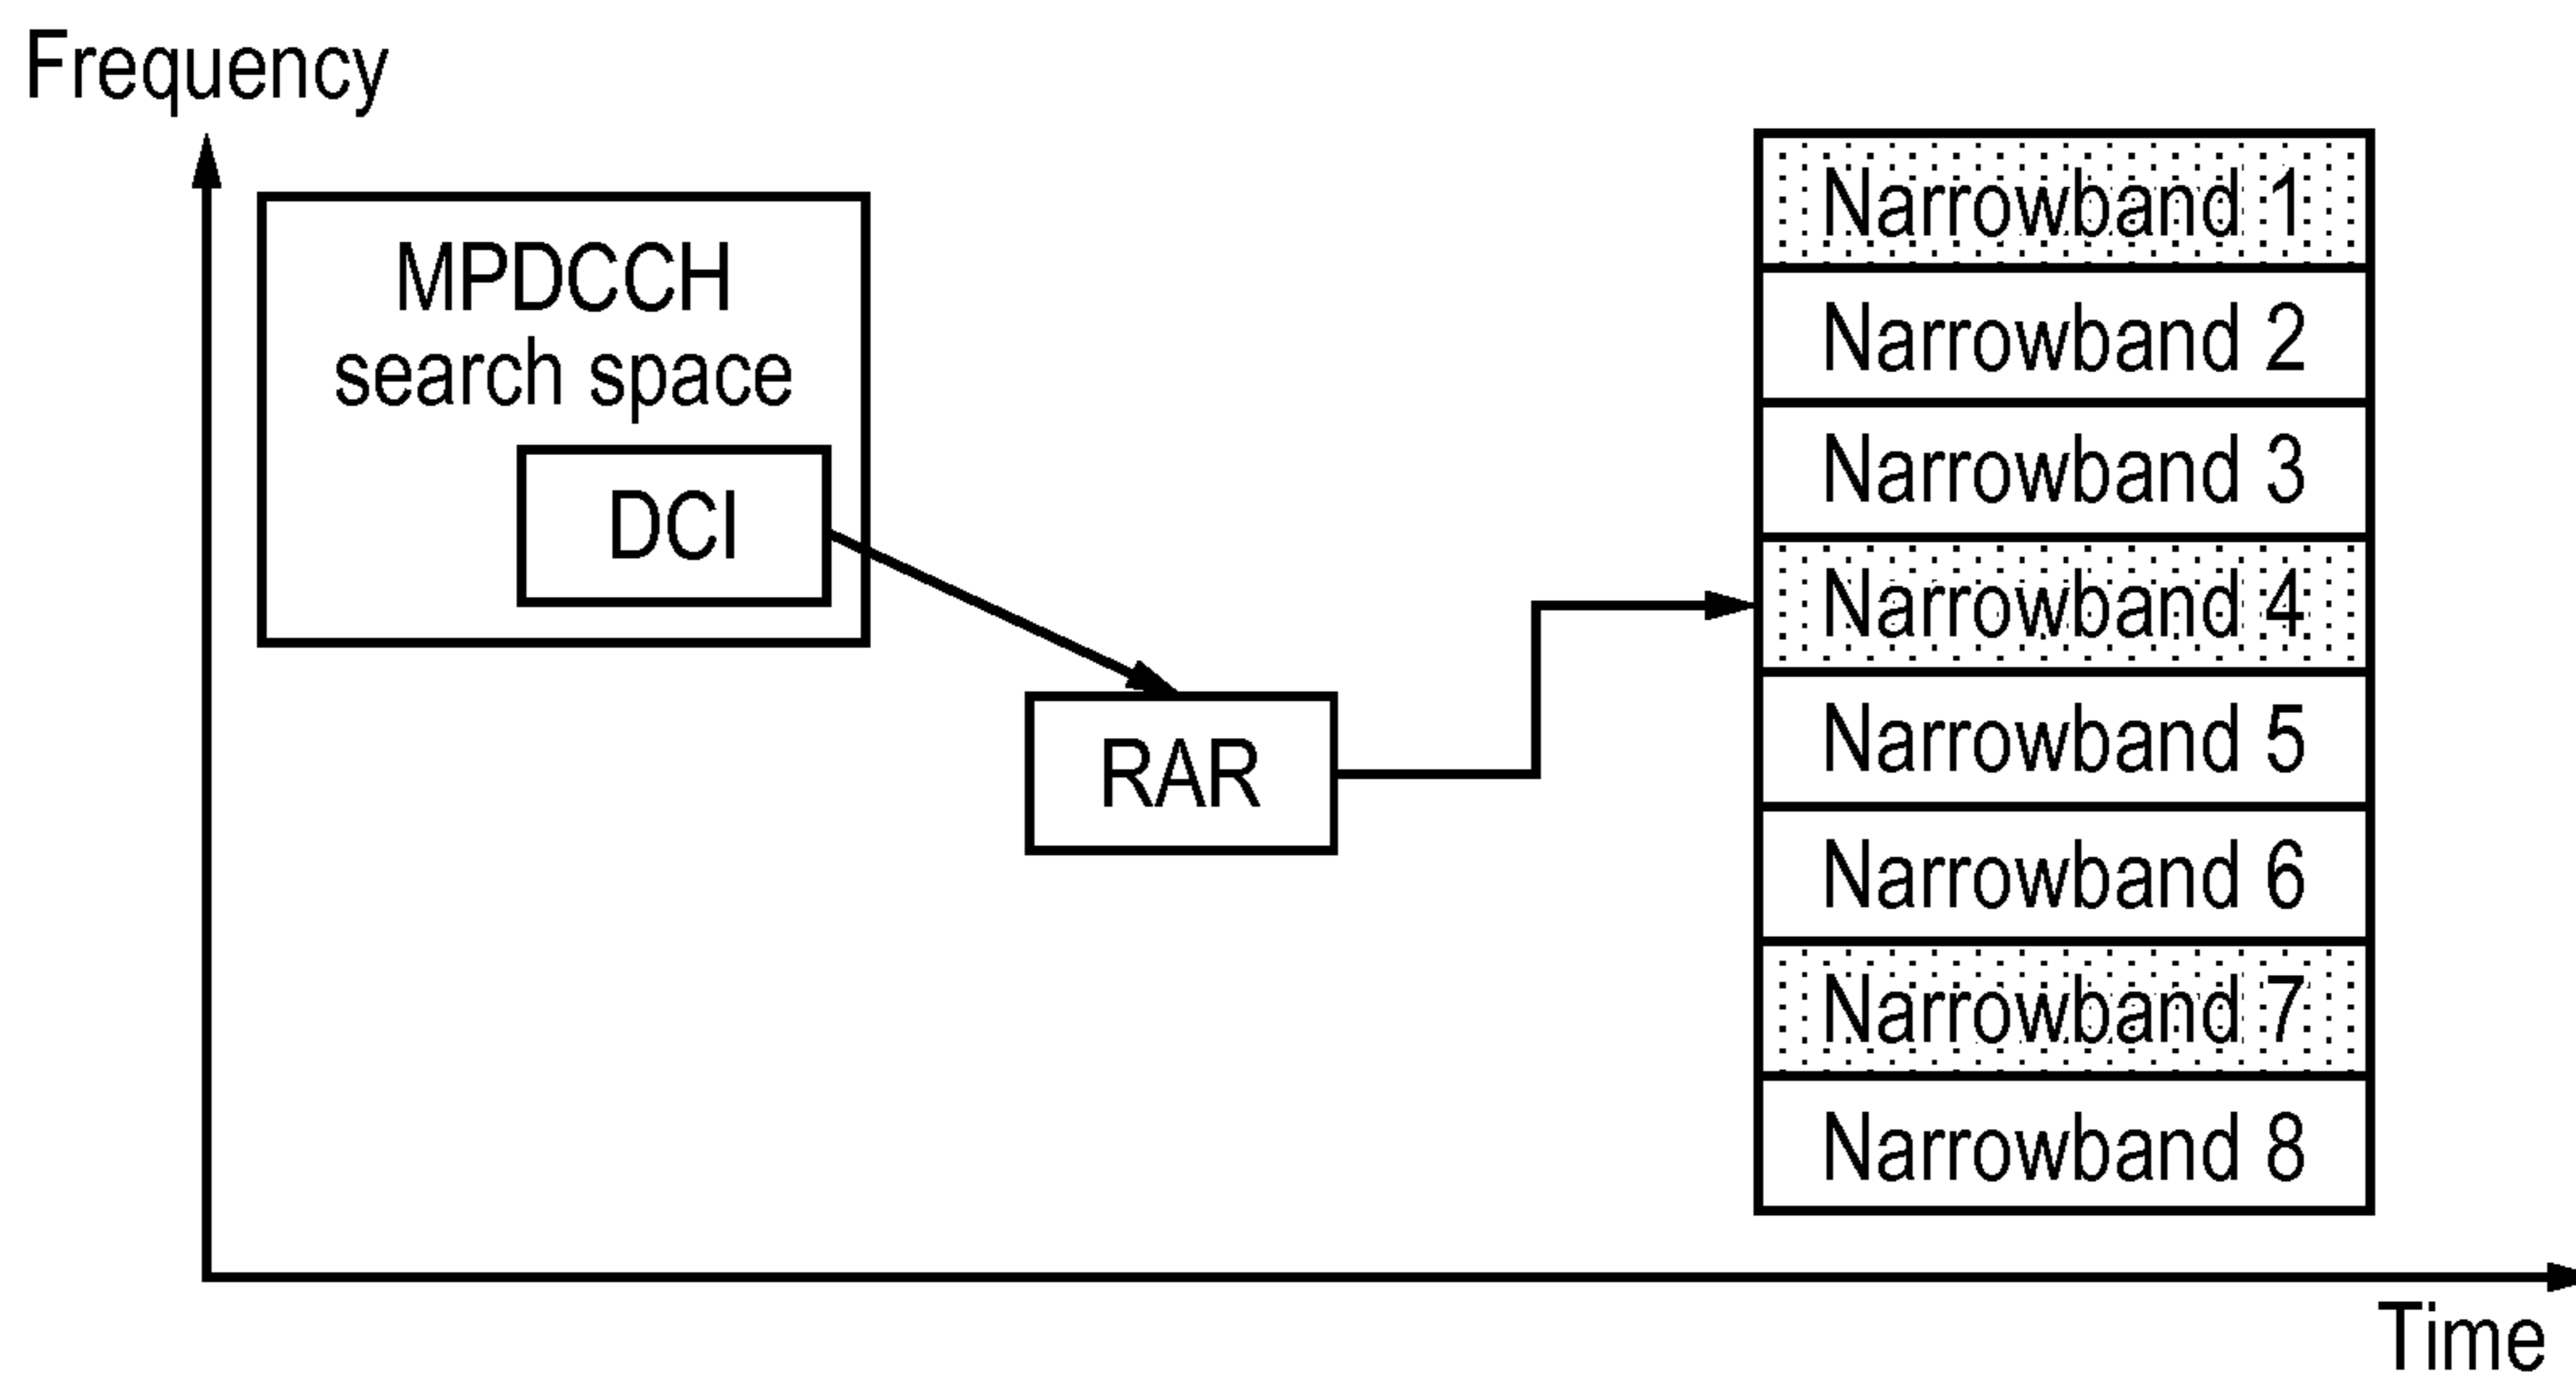 Frequency
MPDCCH
search space
DCI
RAR
Narrowband 1
Narrowband 2
Narrowband 3
Narrowband 4
Narrowband 5
Narrowband 6
Narrowband 7
Narrowband 8
Time